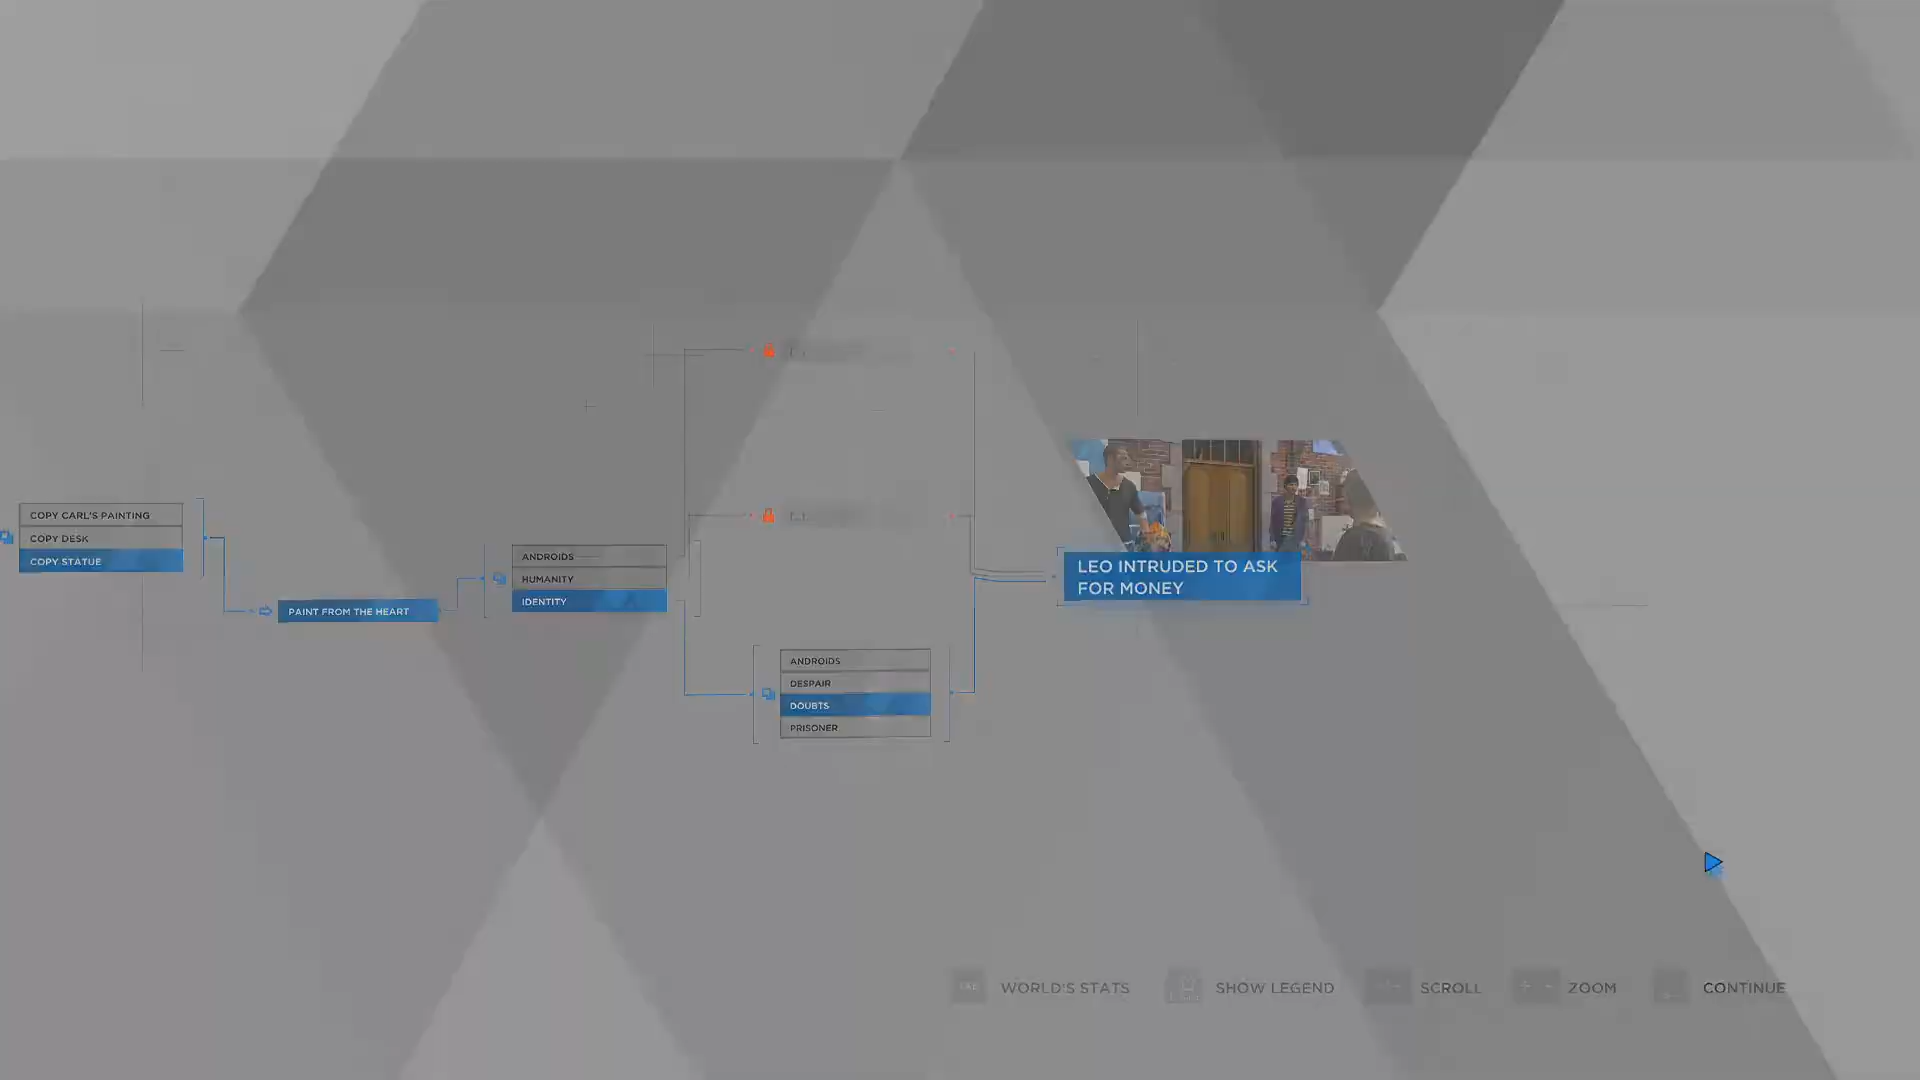 COPY CARL'S PAINTING
COPY DESK
COPY STATUE
PAINT FROM THE HEART
ANDROIDS
HUMANITY
IDENTITY
ANDROIDS
DESPAIR
DOUBTS
PRISONER
LEO INTRUDED TO ASK
FOR MONEY
WORLD'S STATS
SHOW LEGEND
SCROLL
ZOOM
CONTINUE